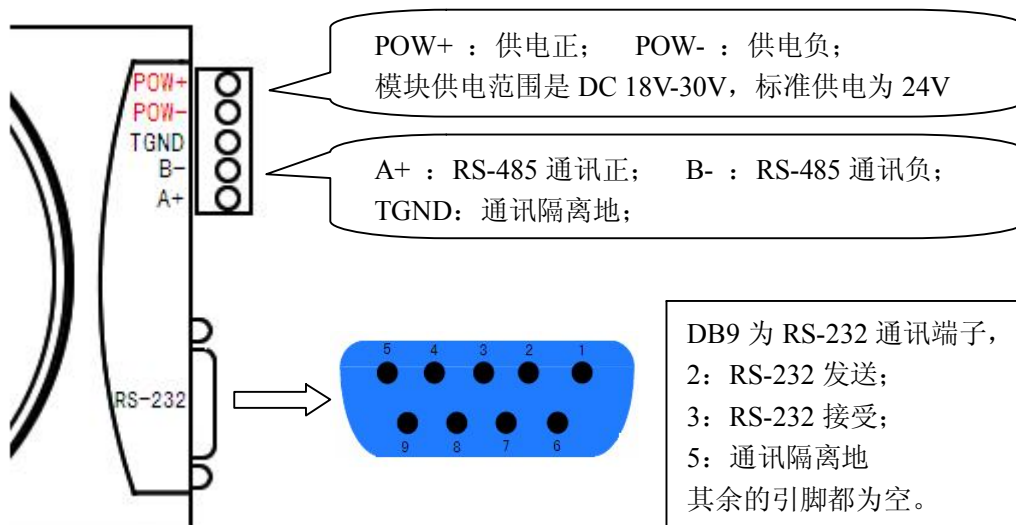 POW+ ：供电正；  POW- ：供电负；
模块供电范围是 DC 18V-30V，标准供电为 24V
POW+
POW-
TGND
B-
A+
A+ ：RS-485 通讯正；  B- ：RS-485 通讯负；
TGND：通讯隔离地；
RS-232
5 4 3 2 1
9 8 7 6
DB9 为 RS-232 通讯端子，
2：RS-232 发送；
3：RS-232 接受；
5：通讯隔离地
其余的引脚都为空。